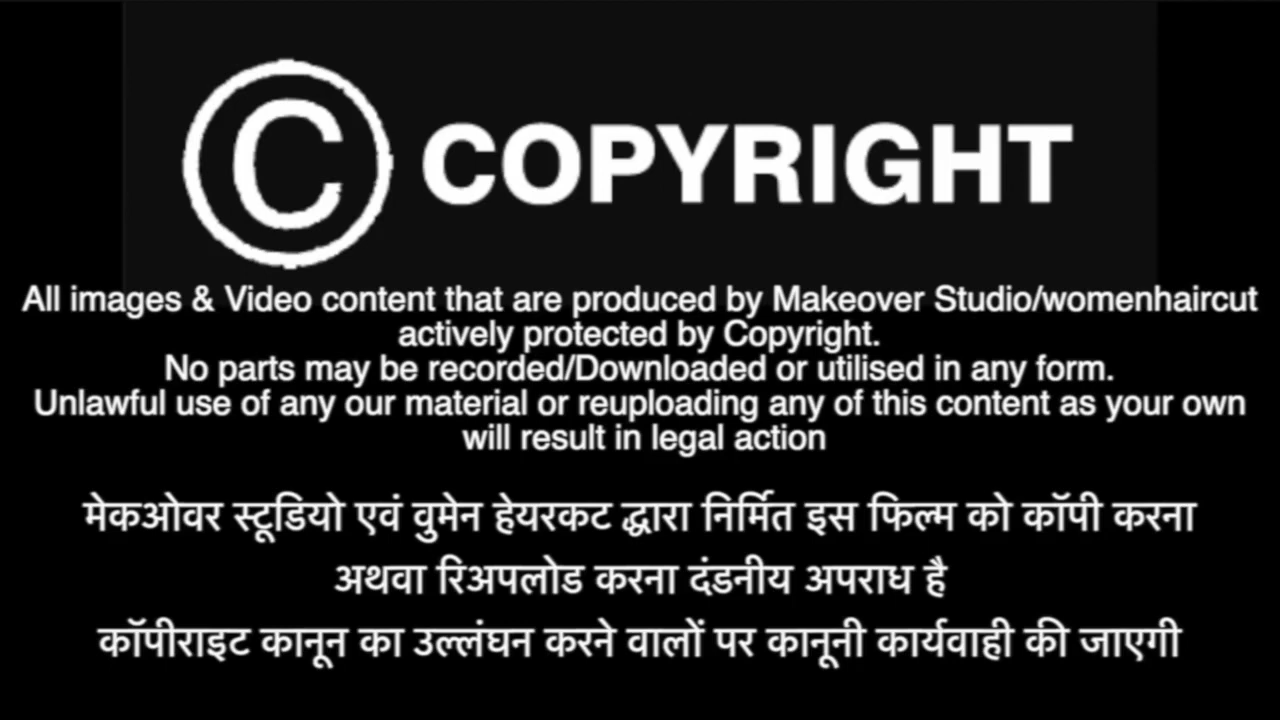 © COPYRIGHT
All images & Video content that are produced by Makeover Studio/womenhaircut
actively protected by Copyright.
No parts may be recorded/Downloaded or utilised in any form.
Unlawful use of any our material or reuploading any of this content as your own
will result in legal action
मेकओवर स्टूडियो एवं वुमेन हेयरकट द्धारा निर्मित इस फिल्म को कॉपी करना
अथवा रिअपलोड करना दंडनीय अपराध है
कॉपीराइट कानून का उल्लंघन करने वालों पर कानूनी कार्यवाही की जाएगी